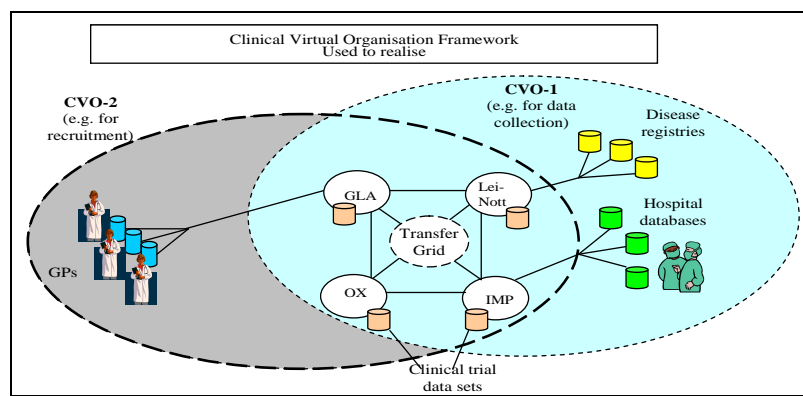 Clinical Virtual Organisation Framework
Used to realise
CVO-2
(e.g. for
recruitment)
CVO-1
(e.g. for data
collection)
Disease
registries
GLA
Lei-
Nott
Transfer
Grid
Hospital
databases
GPs
OX
IMP
Clinical trial
data sets